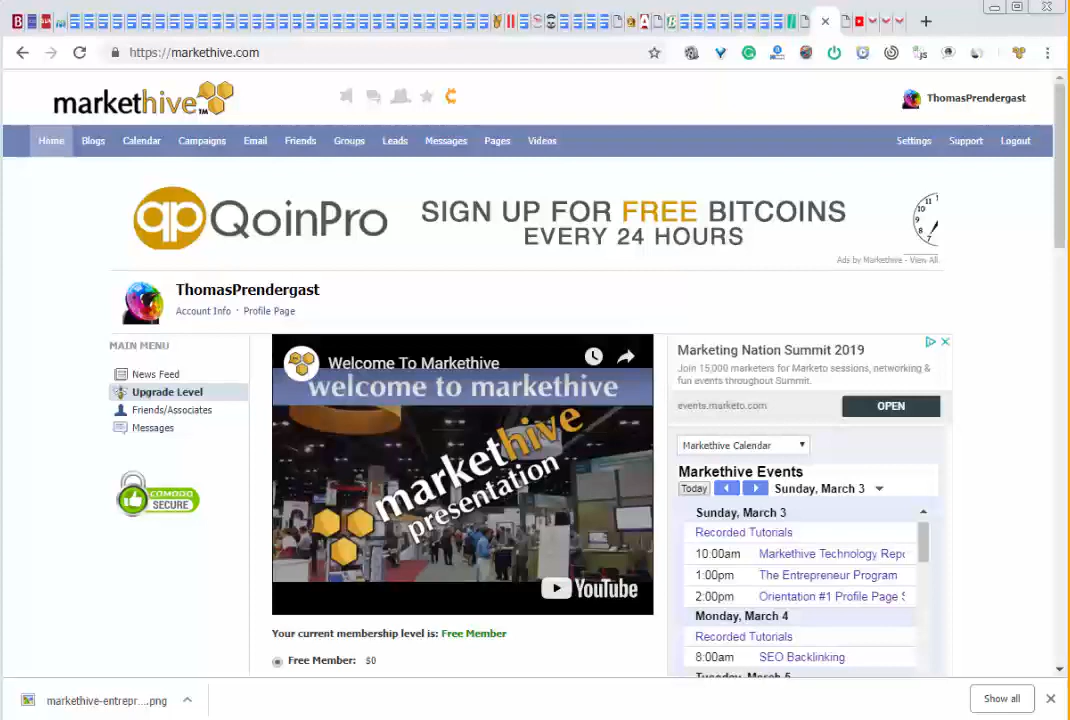 https://markethive.com
markethive™
ThomasPrendergast
Home Blogs Calendar Campaigns Email Friends Groups Leads Messages Pages Videos Settings Support Logout
QoinPro
SIGN UP FOR FREE BITCOINS
EVERY 24 HOURS
Ads by Markethive - View All
ThomasPrendergast
Account Info · Profile Page
MAIN MENU
News Feed
Upgrade Level
Friends/Associates
Messages
COMODO
SECURE
Welcome To Markethive
welcome to markethive
markethive
presentation
YouTube
Your current membership level is: Free Member
Free Member: $0
Marketing Nation Summit 2019
Join 15,000 marketers for Marketo sessions, networking &
fun events throughout Summit.
events.marketo.com
OPEN
Markethive Calendar
Markethive Events
Today Sunday, March 3
Sunday, March 3
Recorded Tutorials
10:00am Markethive Technology Repo
1:00pm The Entrepreneur Program
2:00pm Orientation #1 Profile Page S
Monday, March 4
Recorded Tutorials
8:00am SEO Backlinking
Tuesday, March 5
markethive-entrepr....png
Show all